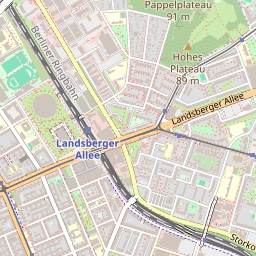 Pappelplateau
91 m
Berliner Ringbahn
Hohes
Plateau
89 m
Landsberger Allee
Landsberger
Allee
Storko